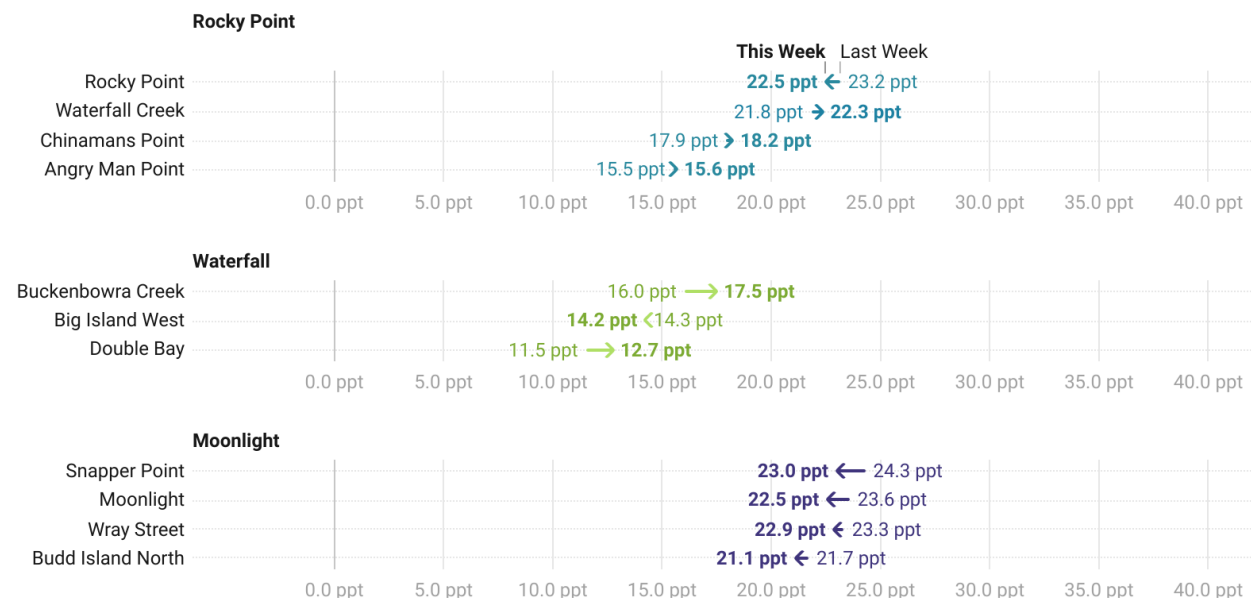 Rocky Point
This Week Last Week
Rocky Point 22.5 ppt 23.2 ppt
Waterfall Creek 21.8 ppt 22.3 ppt
Chinamans Point 17.9 ppt 18.2 ppt
Angry Man Point 15.5 ppt 15.6 ppt
0.0 ppt 5.0 ppt 10.0 ppt 15.0 ppt 20.0 ppt 25.0 ppt 30.0 ppt 35.0 ppt 40.0 ppt
Waterfall
Buckenbowra Creek 16.0 ppt 17.5 ppt
Big Island West 14.2 ppt 14.3 ppt
Double Bay 11.5 ppt 12.7 ppt
0.0 ppt 5.0 ppt 10.0 ppt 15.0 ppt 20.0 ppt 25.0 ppt 30.0 ppt 35.0 ppt 40.0 ppt
Moonlight
Snapper Point 23.0 ppt 24.3 ppt
Moonlight 22.5 ppt 23.6 ppt
Wray Street 22.9 ppt 23.3 ppt
Budd Island North 21.1 ppt 21.7 ppt
0.0 ppt 5.0 ppt 10.0 ppt 15.0 ppt 20.0 ppt 25.0 ppt 30.0 ppt 35.0 ppt 40.0 ppt